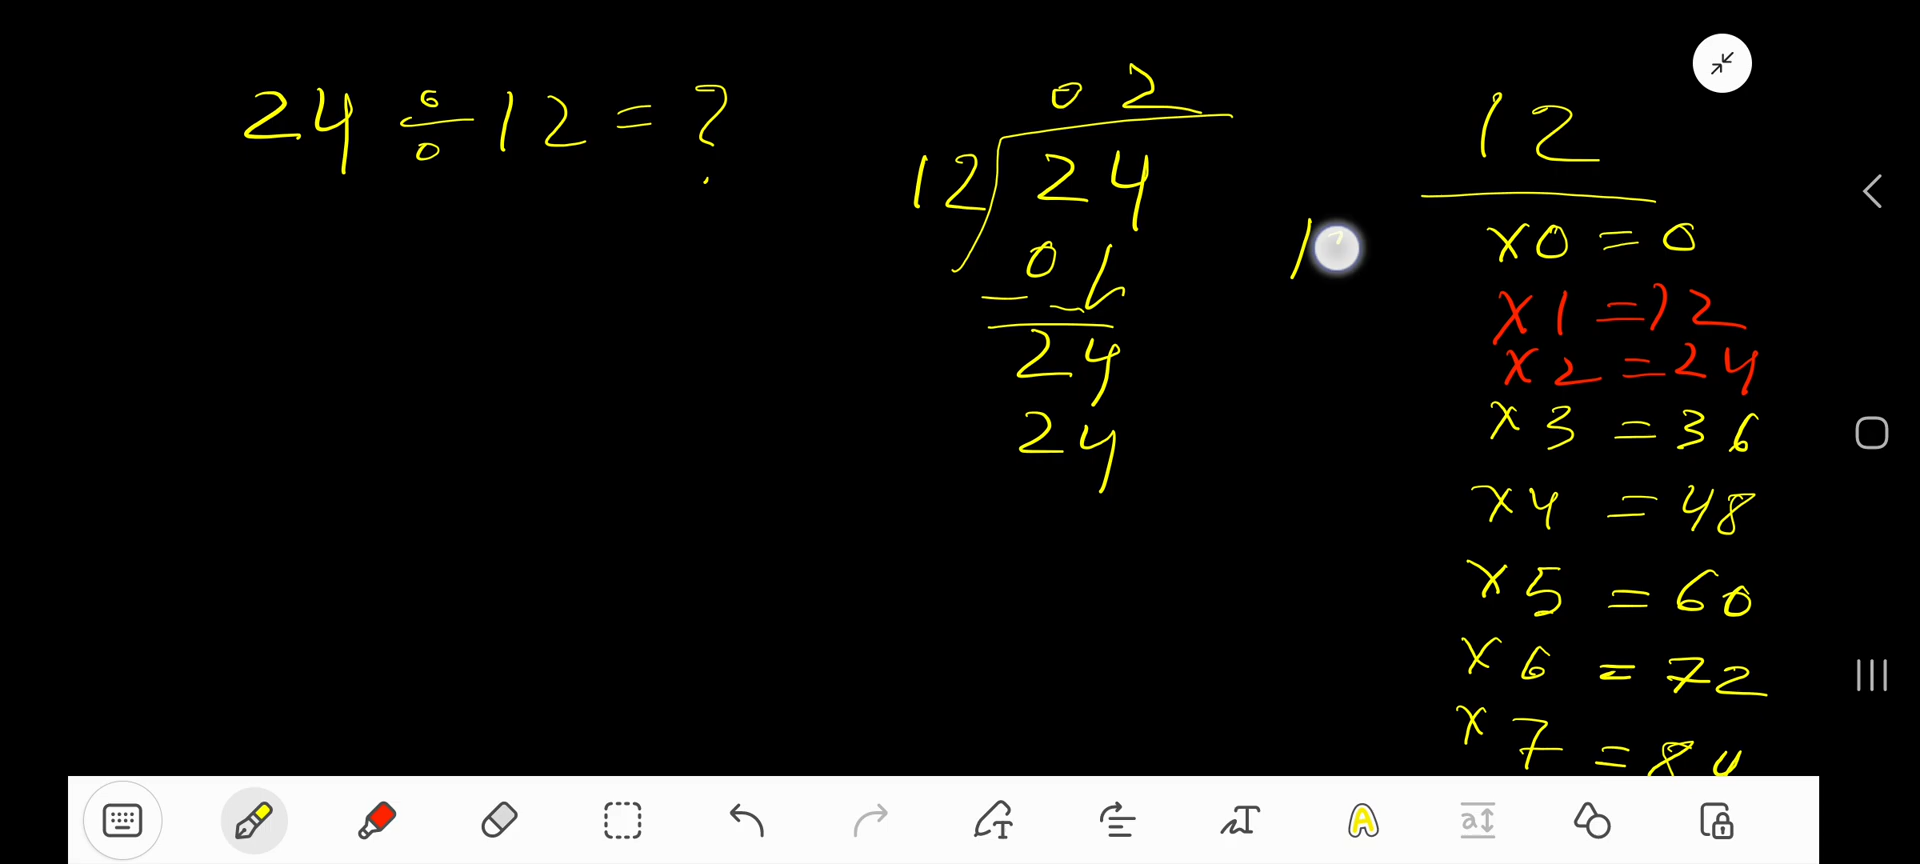 24 ÷ 12 = ?
02
12 24
0
24
24
1
12
x0 = 0
x1 = 12
x2 = 24
x3 = 36
x4 = 48
x5 = 60
x6 = 72
x7 = 84